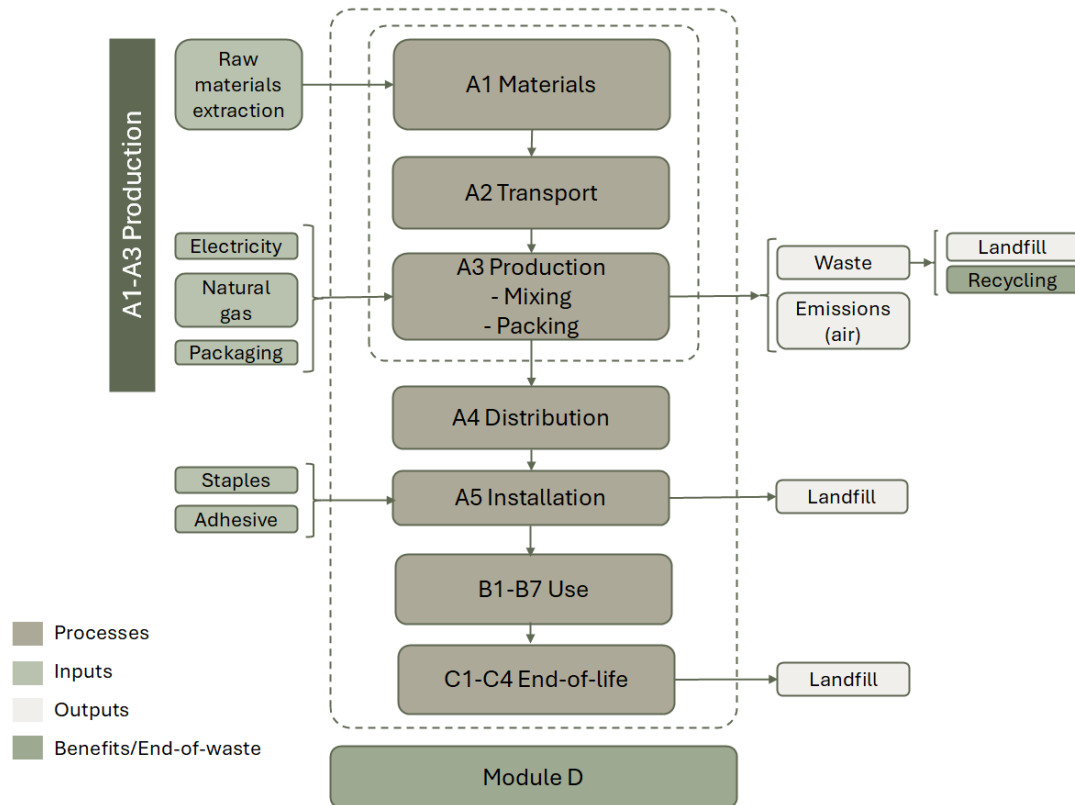 A1-A3 Production
Raw
materials
extraction
A1 Materials
A2 Transport
Electricity
Natural
gas
Packaging
A3 Production
- Mixing
- Packing
Waste
Emissions
(air)
Landfill
Recycling
A4 Distribution
Staples
Adhesive
A5 Installation
Landfill
B1-B7 Use
C1-C4 End-of-life
Landfill
Processes
Inputs
Outputs
Benefits/End-of-waste
Module D